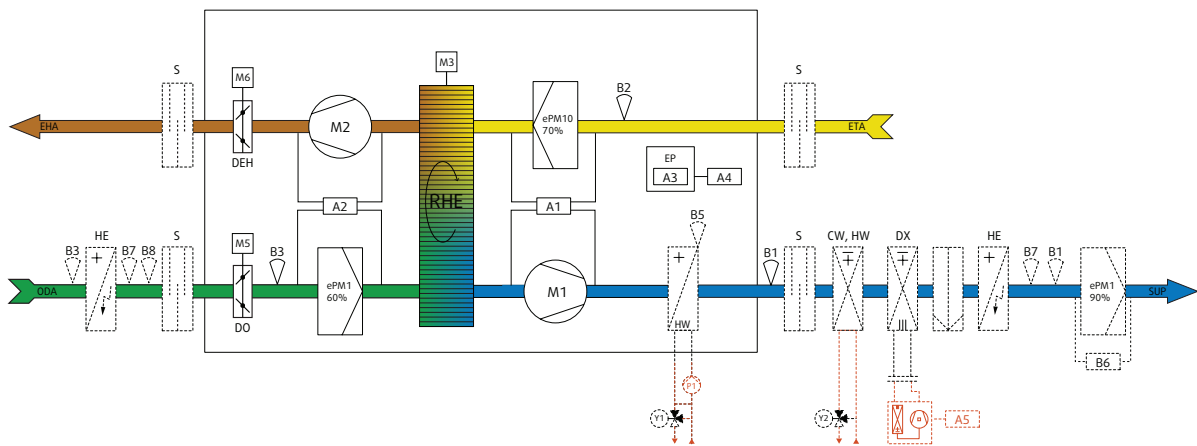 M3
S
M6
B2
S
EHA
M2
ePM10
70%
ETA
DEH
EP
A3
A4
RHE
A2
A1
B5
B3
HE
B7
B8
S
M5
B3
B1
S
CW, HW
DX
HE
B7
B1
ODA
ePM1
60%
M1
ePM1
90%
SUP
DO
HW
B6
P1
Y1
Y2
A5